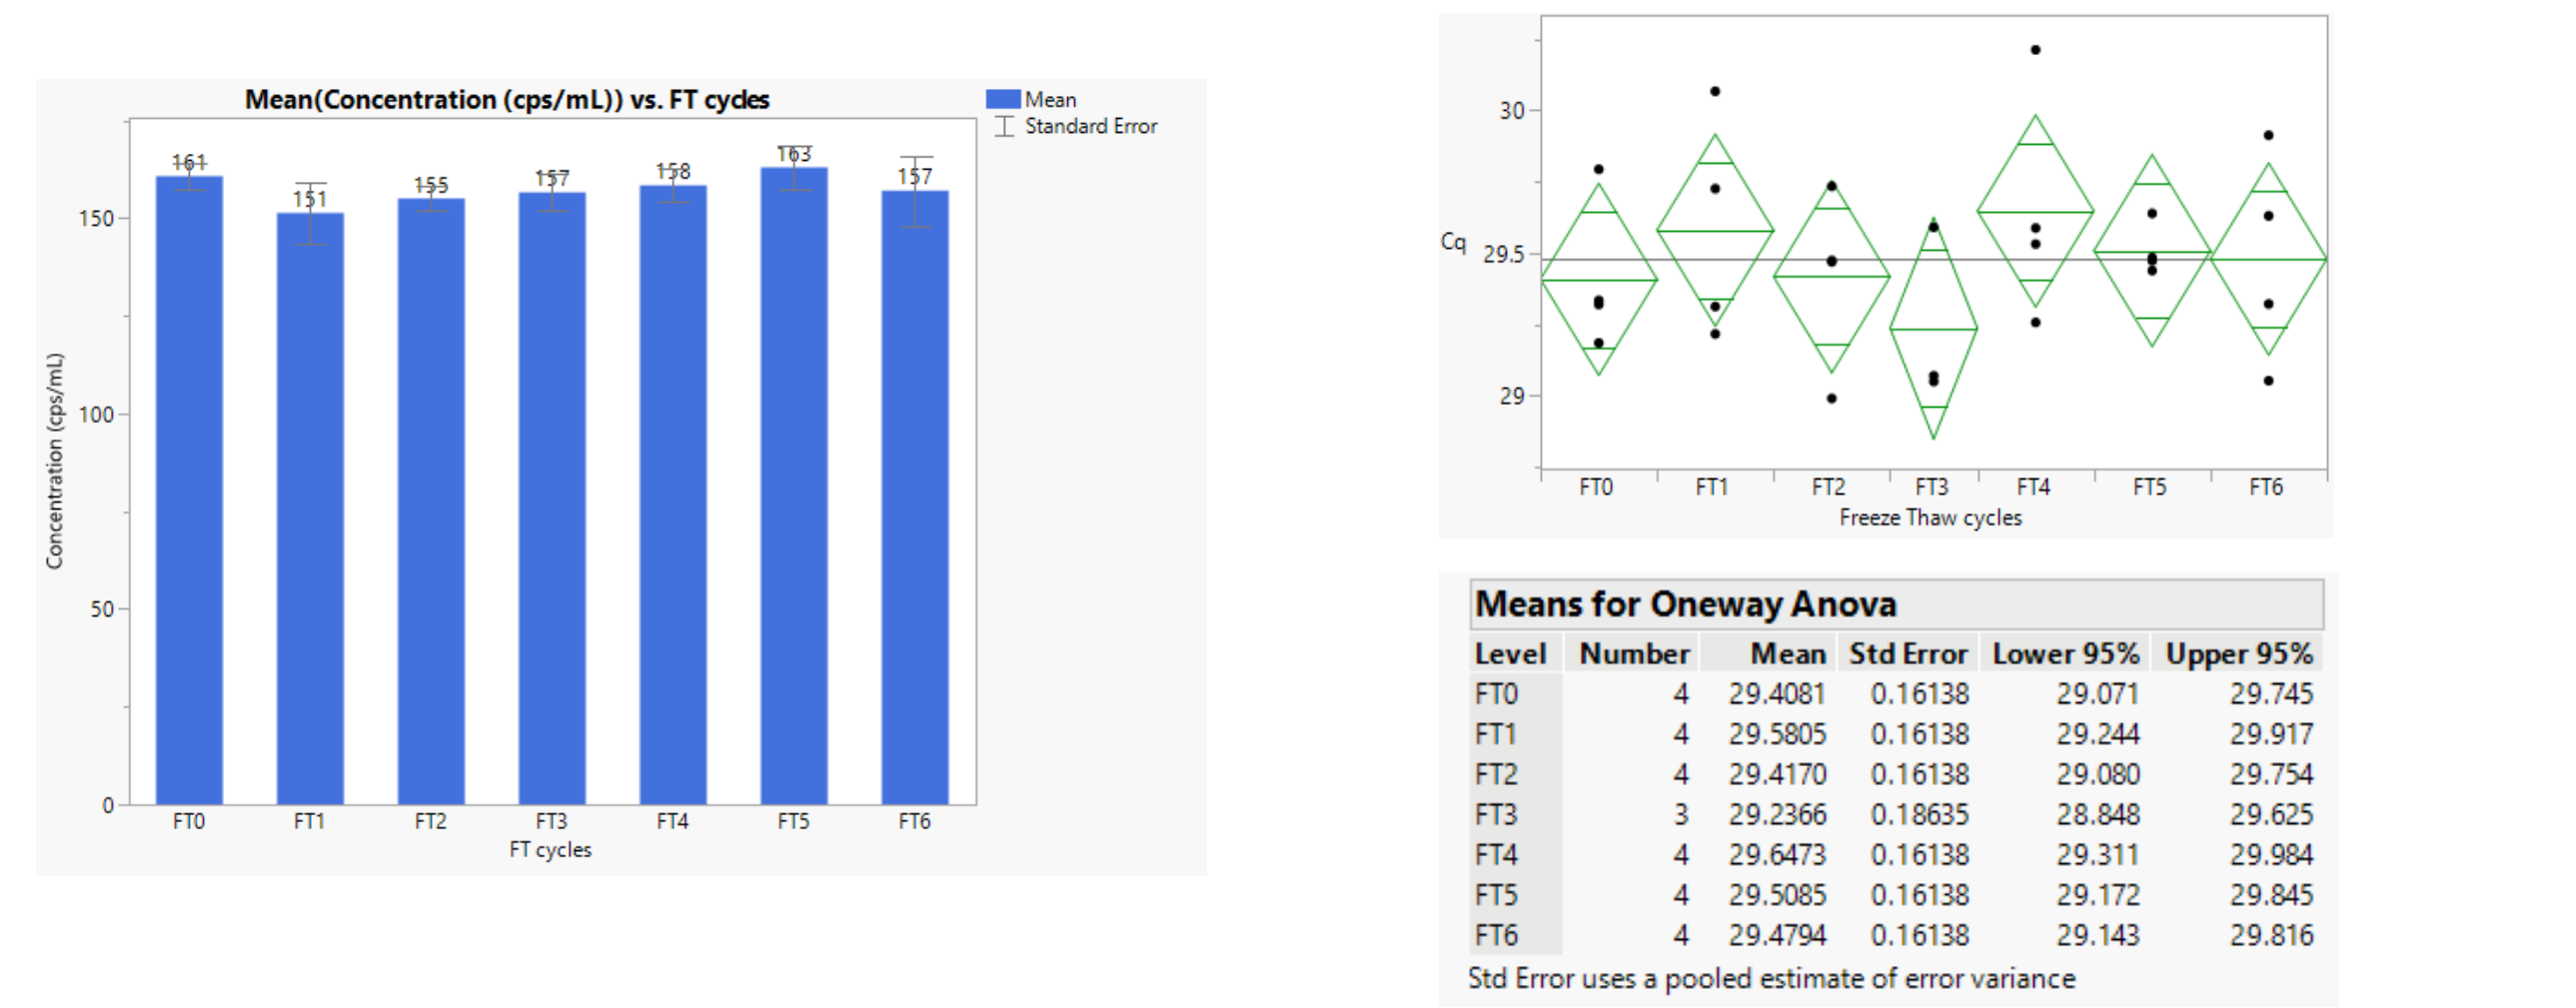 Mean(Concentration (cps/mL)) vs. FT cycles
Mean
Standard Error
161
151
155
157
158
163
157
150
100
50
0
Concentration (cps/mL)
FT0 FT1 FT2 FT3 FT4 FT5 FT6
FT cycles
30
29.5
29
Cq
FT0 FT1 FT2 FT3 FT4 FT5 FT6
Freeze Thaw cycles
Means for Oneway Anova
Level Number Mean Std Error Lower 95% Upper 95%
FT0 4 29.4081 0.16138 29.071 29.745
FT1 4 29.5805 0.16138 29.244 29.917
FT2 4 29.4170 0.16138 29.080 29.754
FT3 3 29.2366 0.18635 28.848 29.625
FT4 4 29.6473 0.16138 29.311 29.984
FT5 4 29.5085 0.16138 29.172 29.845
FT6 4 29.4794 0.16138 29.143 29.816
Std Error uses a pooled estimate of error variance